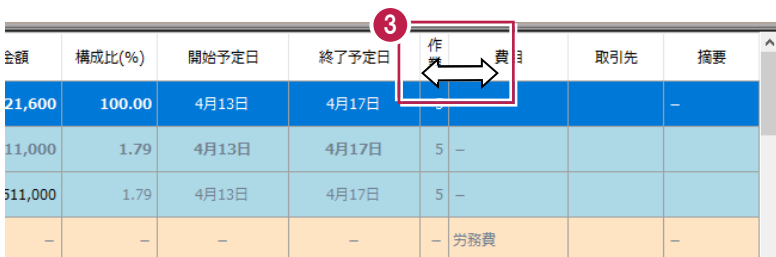 3
金額 構成比(%) 開始予定日 終了予定日 作 費目 取引先 摘要
21,600 100.00 4月13日 4月17日 –
11,000 1.79 4月13日 4月17日 5 –
511,000 1.79 4月13日 4月17日 5 –
– – – – – 労務費 –